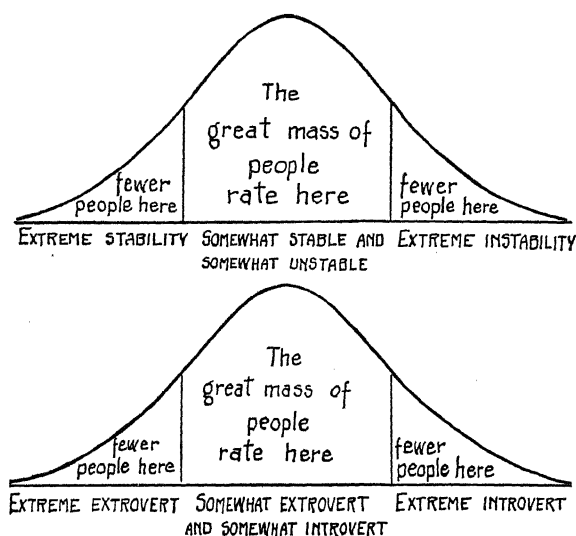 The
great mass of
people
rate here
fewer
people here
fewer
people here
EXTREME STABILITY
SOMEWHAT STABLE AND
SOMEWHAT UNSTABLE
EXTREME INSTABILITY
The
great mass of
people
rate here
fewer
people here
fewer
people here
EXTREME EXTROVERT
SOMEWHAT EXTROVERT
AND SOMEWHAT INTROVERT
EXTREME INTROVERT